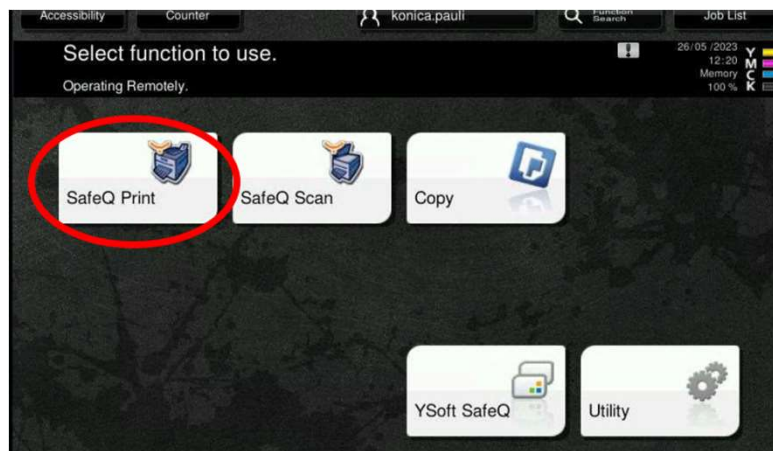 Accessibility
Counter
konica.pauli
Function
Search
Job List
Select function to use.
Operating Remotely.
26/05 /2023
12:20
Memory
100 %
Y
M
C
K
SafeQ Print
SafeQ Scan
Copy
YSoft SafeQ
Utility